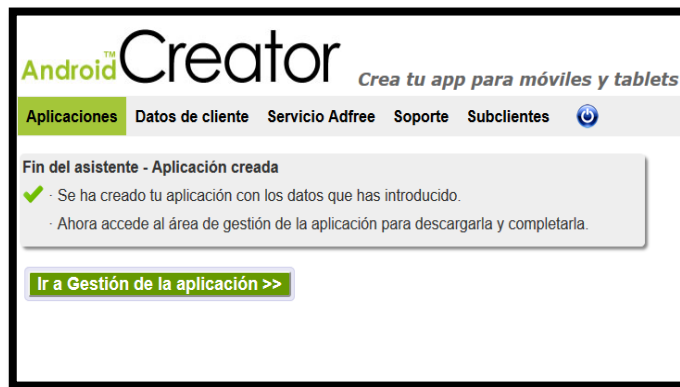 Android™Creator Crea tu app para móviles y tablets
Aplicaciones Datos de cliente Servicio Adfree Soporte Subclientes
Fin del asistente - Aplicación creada
· Se ha creado tu aplicación con los datos que has introducido.
· Ahora accede al área de gestión de la aplicación para descargarla y completarla.
Ir a Gestión de la aplicación >>